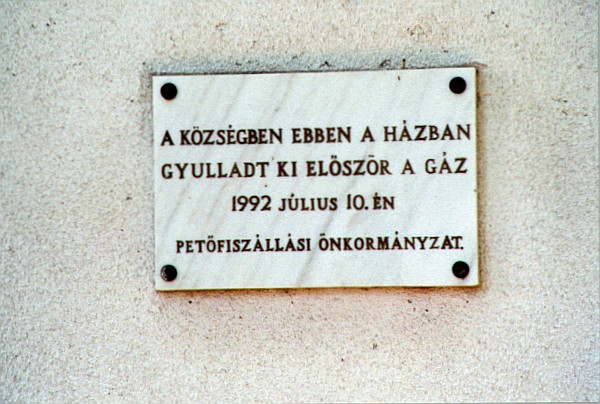 A KÖZSÉGBEN EBBEN A HÁZBAN
GYULLADT KI ELŐSZÖR A GÁZ
1992 JÚLIUS 10. ÉN
PETŐFISZÁLLÁSI ÖNKORMÁNYZAT.